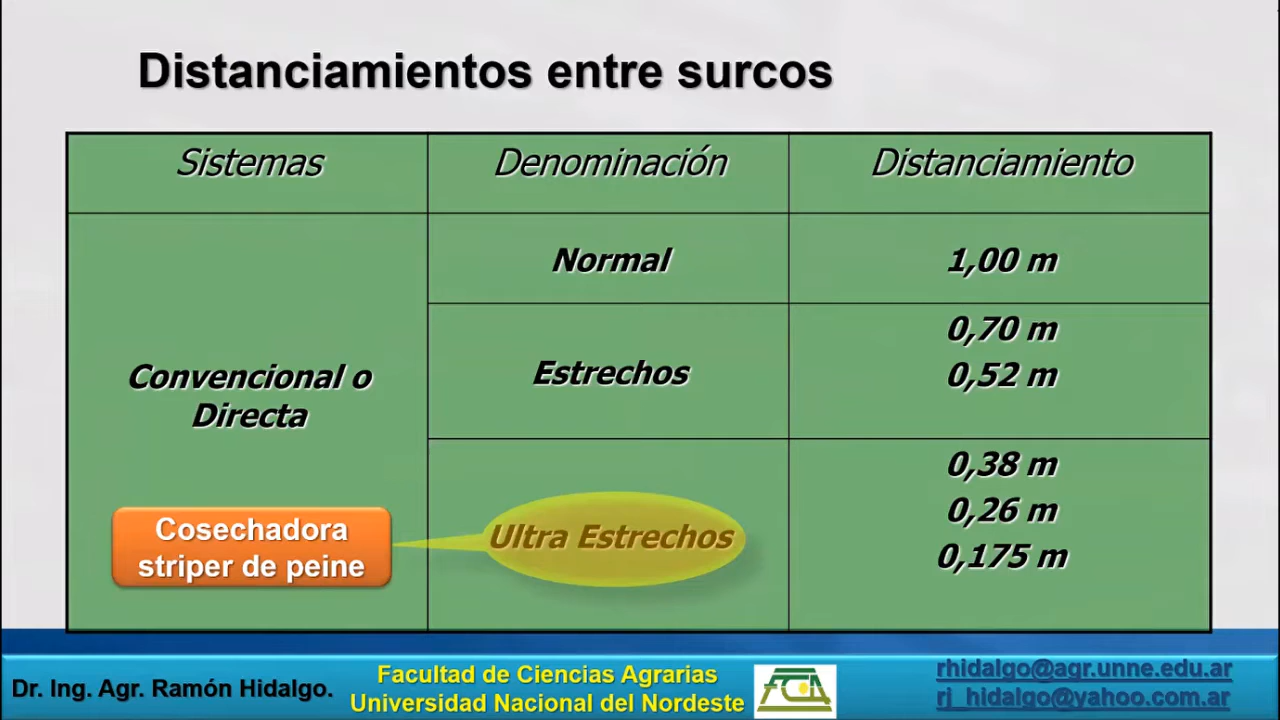 Distanciamientos entre surcos
Sistemas
Denominación
Distanciamiento
Convencional o
Directa
Normal
1,00 m
Estrechos
0,70 m
0,52 m
Ultra Estrechos
0,38 m
0,26 m
0,175 m
Cosechadora
striper de peine
Dr. Ing. Agr. Ramón Hidalgo.
Facultad de Ciencias Agrarias
Universidad Nacional del Nordeste
FCA
rhidalgo@agr.unne.edu.ar
rj_hidalgo@yahoo.com.ar